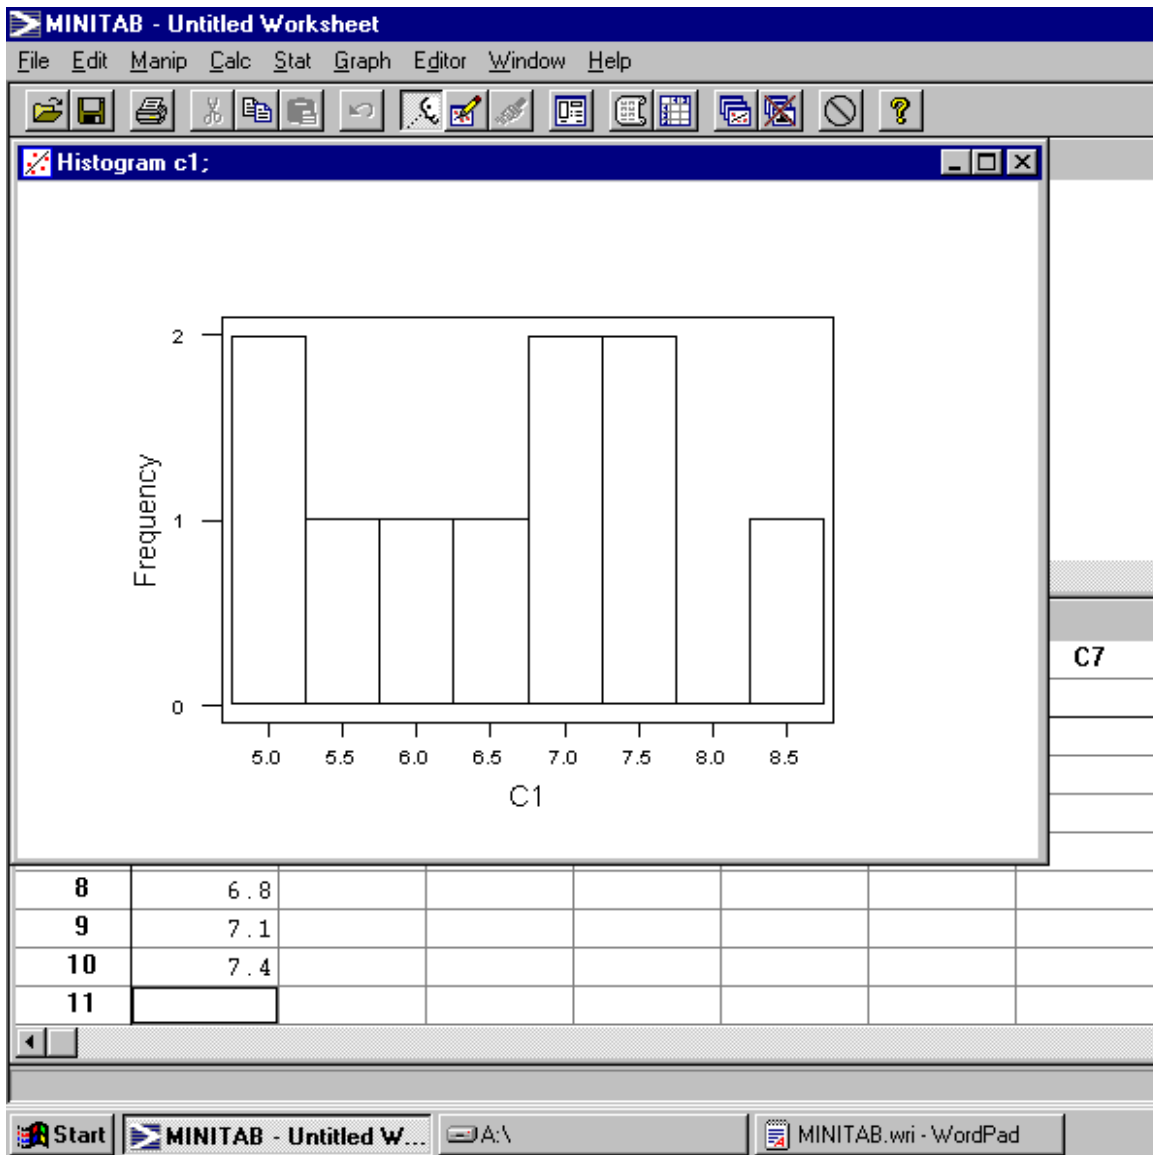 MINITAB - Untitled Worksheet
File Edit Manip Calc Stat Graph Editor Window Help
Histogram c1;
2
1
0
Frequency
5.0 5.5 6.0 6.5 7.0 7.5 8.0 8.5
C1
C7
8 6.8
9 7.1
10 7.4
11
Start MINITAB - Untitled W... A:\ MINITAB.wri - WordPad